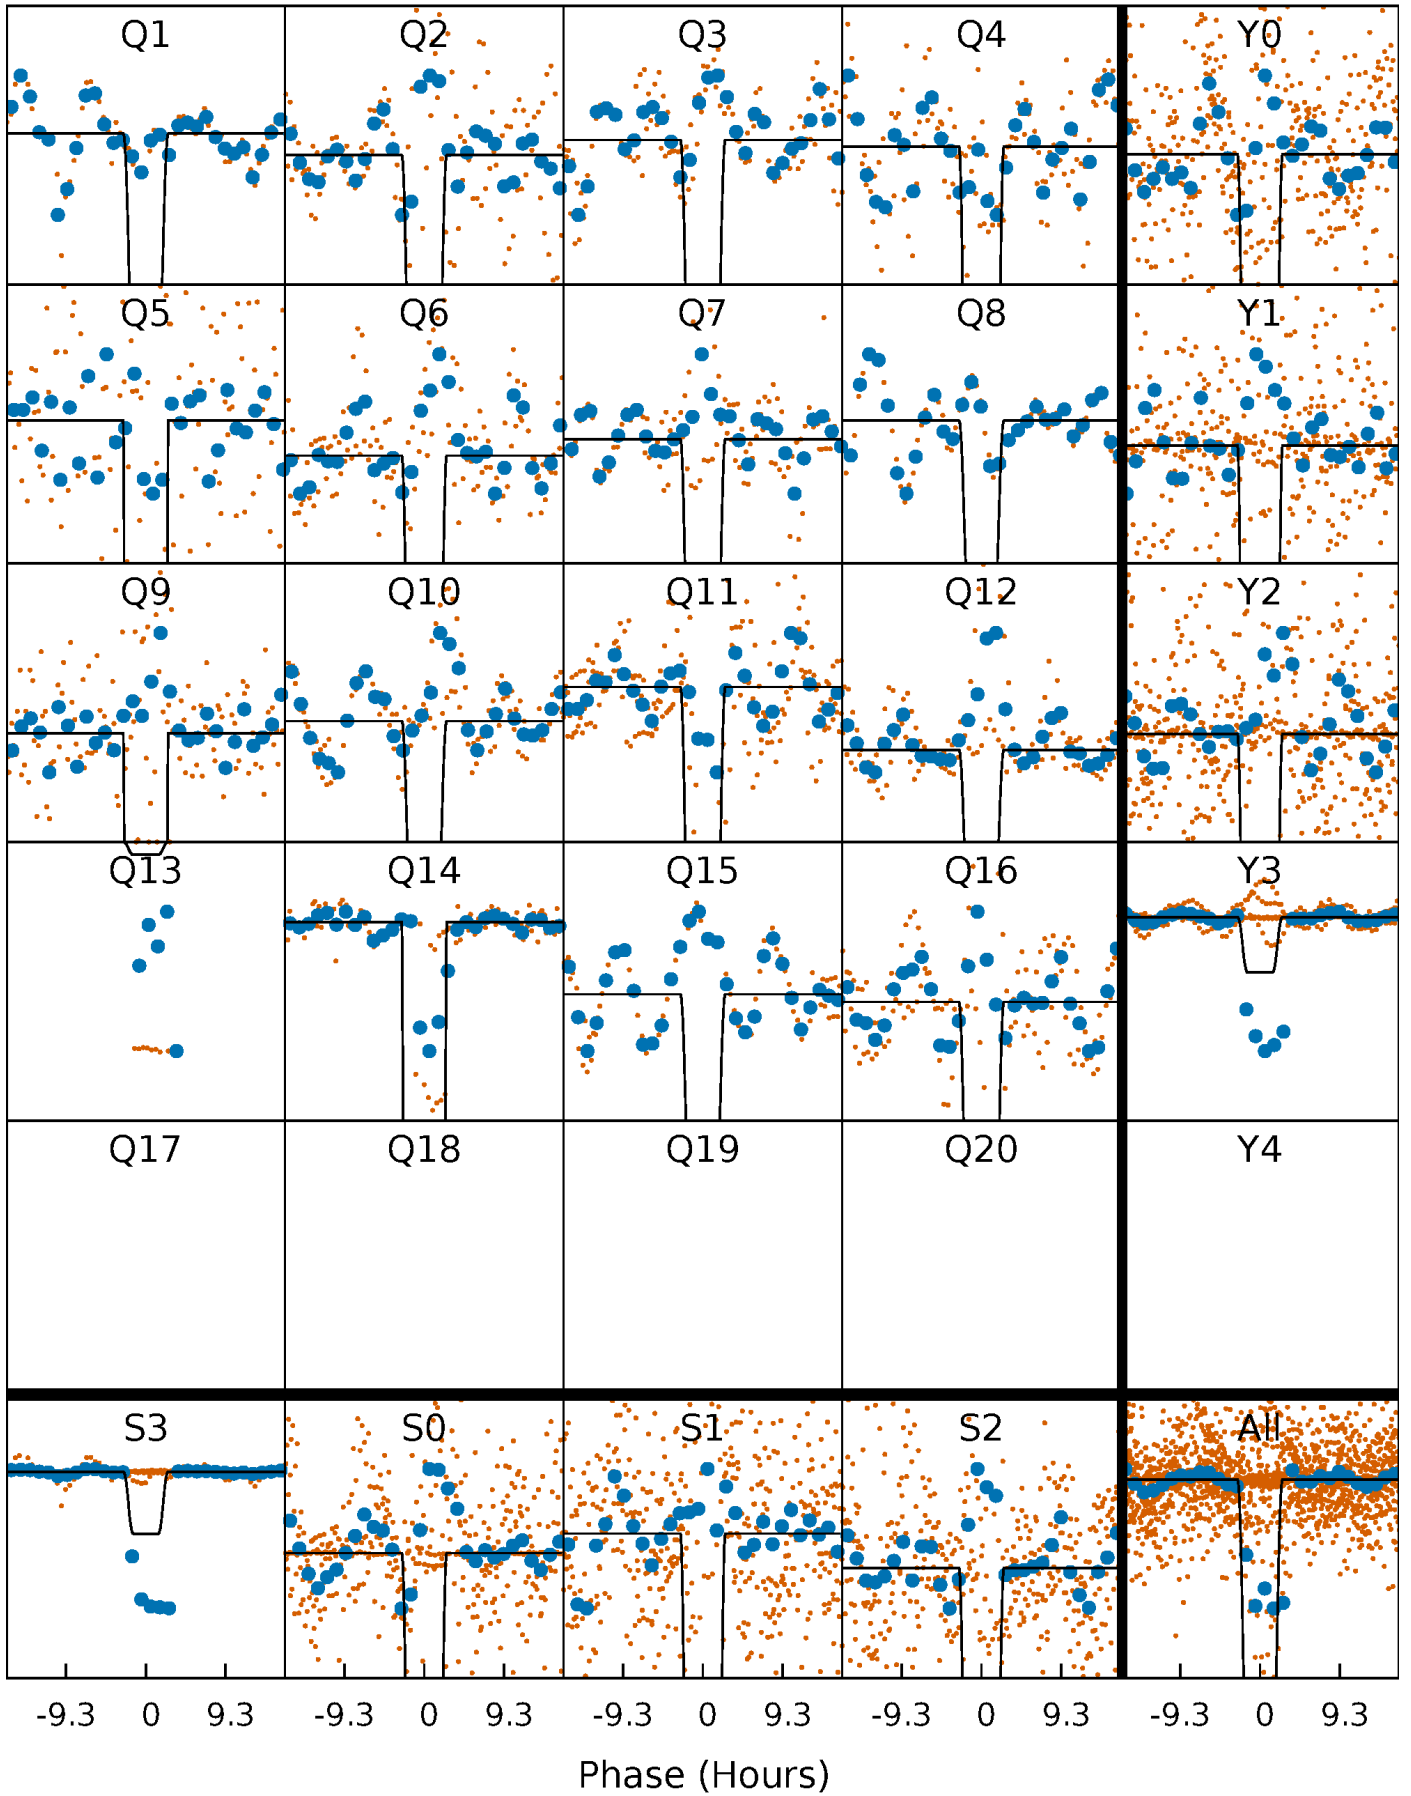 Q1 Q2 Q3 Q4 Y0
Q5 Q6 Q7 Q8 Y1
Q9 Q10 Q11 Q12 Y2
Q13 Q14 Q15 Q16 Y3
Q17 Q18 Q19 Q20 Y4
S3 S0 S1 S2 All
-9.3 0 9.3 -9.3 0 9.3 -9.3 0 9.3 -9.3 0 9.3 -9.3 0 9.3
Phase (Hours)